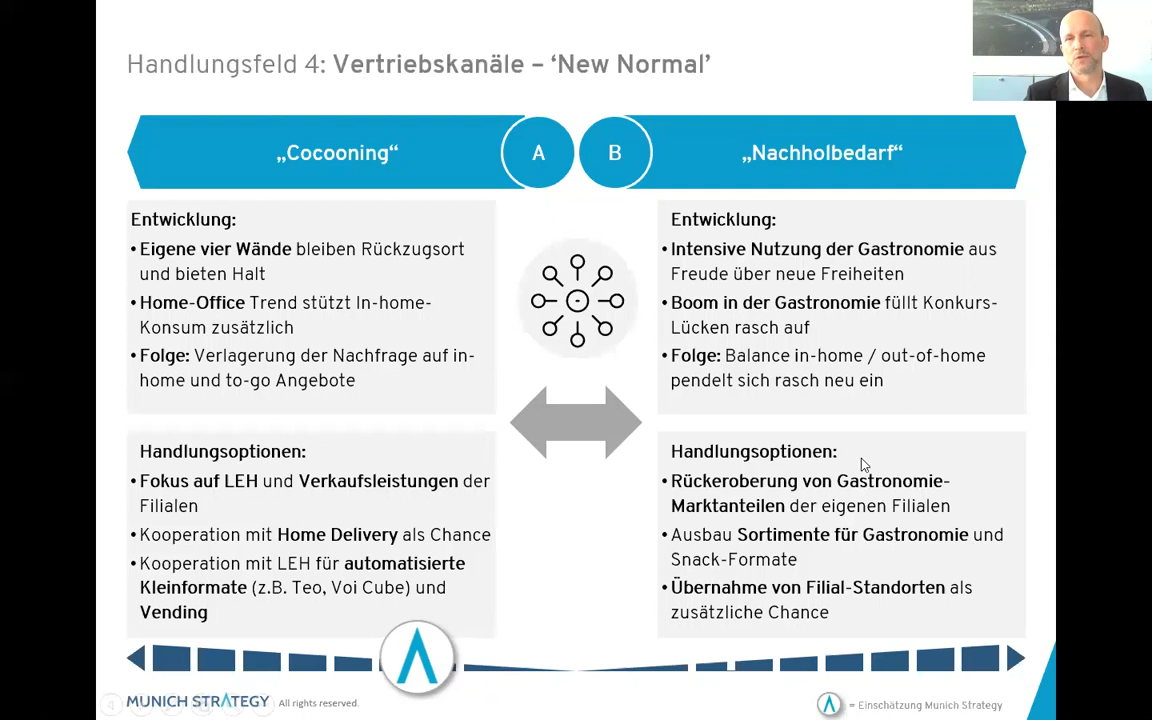 Handlungsfeld 4: Vertriebskanäle – ‘New Normal’
„Cocooning“
A
B
„Nachholbedarf“
Entwicklung:
• Eigene vier Wände bleiben Rückzugsort
und bieten Halt
• Home-Office Trend stützt In-home-
Konsum zusätzlich
• Folge: Verlagerung der Nachfrage auf in-
home und to-go Angebote
Entwicklung:
• Intensive Nutzung der Gastronomie aus
Freude über neue Freiheiten
• Boom in der Gastronomie füllt Konkurs-
Lücken rasch auf
• Folge: Balance in-home / out-of-home
pendelt sich rasch neu ein
Handlungsoptionen:
• Fokus auf LEH und Verkaufsleistungen der
Filialen
• Kooperation mit Home Delivery als Chance
• Kooperation mit LEH für automatisierte
Kleinformate (z.B. Teo, Voi Cube) und
Vending
Handlungsoptionen:
• Rückeroberung von Gastronomie-
Marktanteilen der eigenen Filialen
• Ausbau Sortimente für Gastronomie und
Snack-Formate
• Übernahme von Filial-Standorten als
zusätzliche Chance
MUNICH STRATEGY All rights reserved.
= Einschätzung Munich Strategy